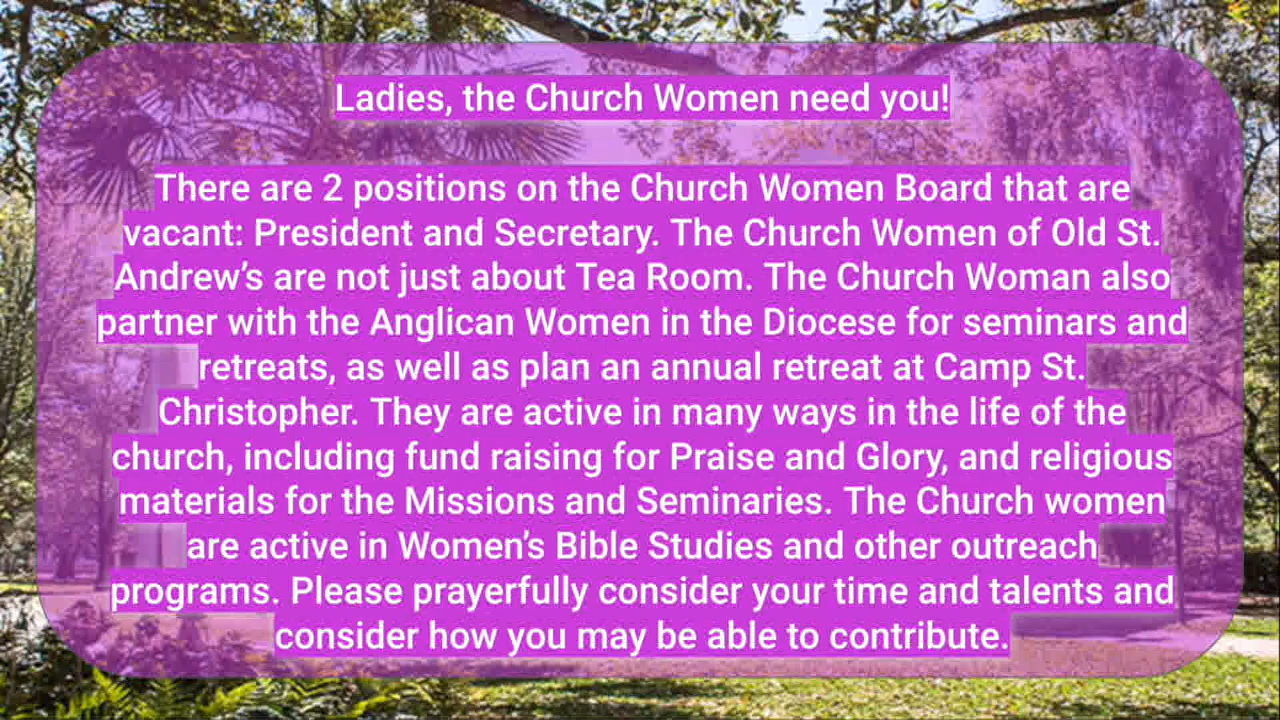 Ladies, the Church Women need you!
There are 2 positions on the Church Women Board that are
vacant: President and Secretary. The Church Women of Old St.
Andrew’s are not just about Tea Room. The Church Woman also
partner with the Anglican Women in the Diocese for seminars and
retreats, as well as plan an annual retreat at Camp St.
Christopher. They are active in many ways in the life of the
church, including fund raising for Praise and Glory, and religious
materials for the Missions and Seminaries. The Church women
are active in Women’s Bible Studies and other outreach
programs. Please prayerfully consider your time and talents and
consider how you may be able to contribute.